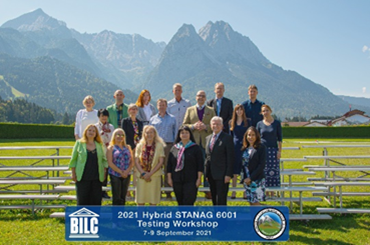 BILC
2021 Hybrid STANAG 6001
Testing Workshop
7-9 September 2021